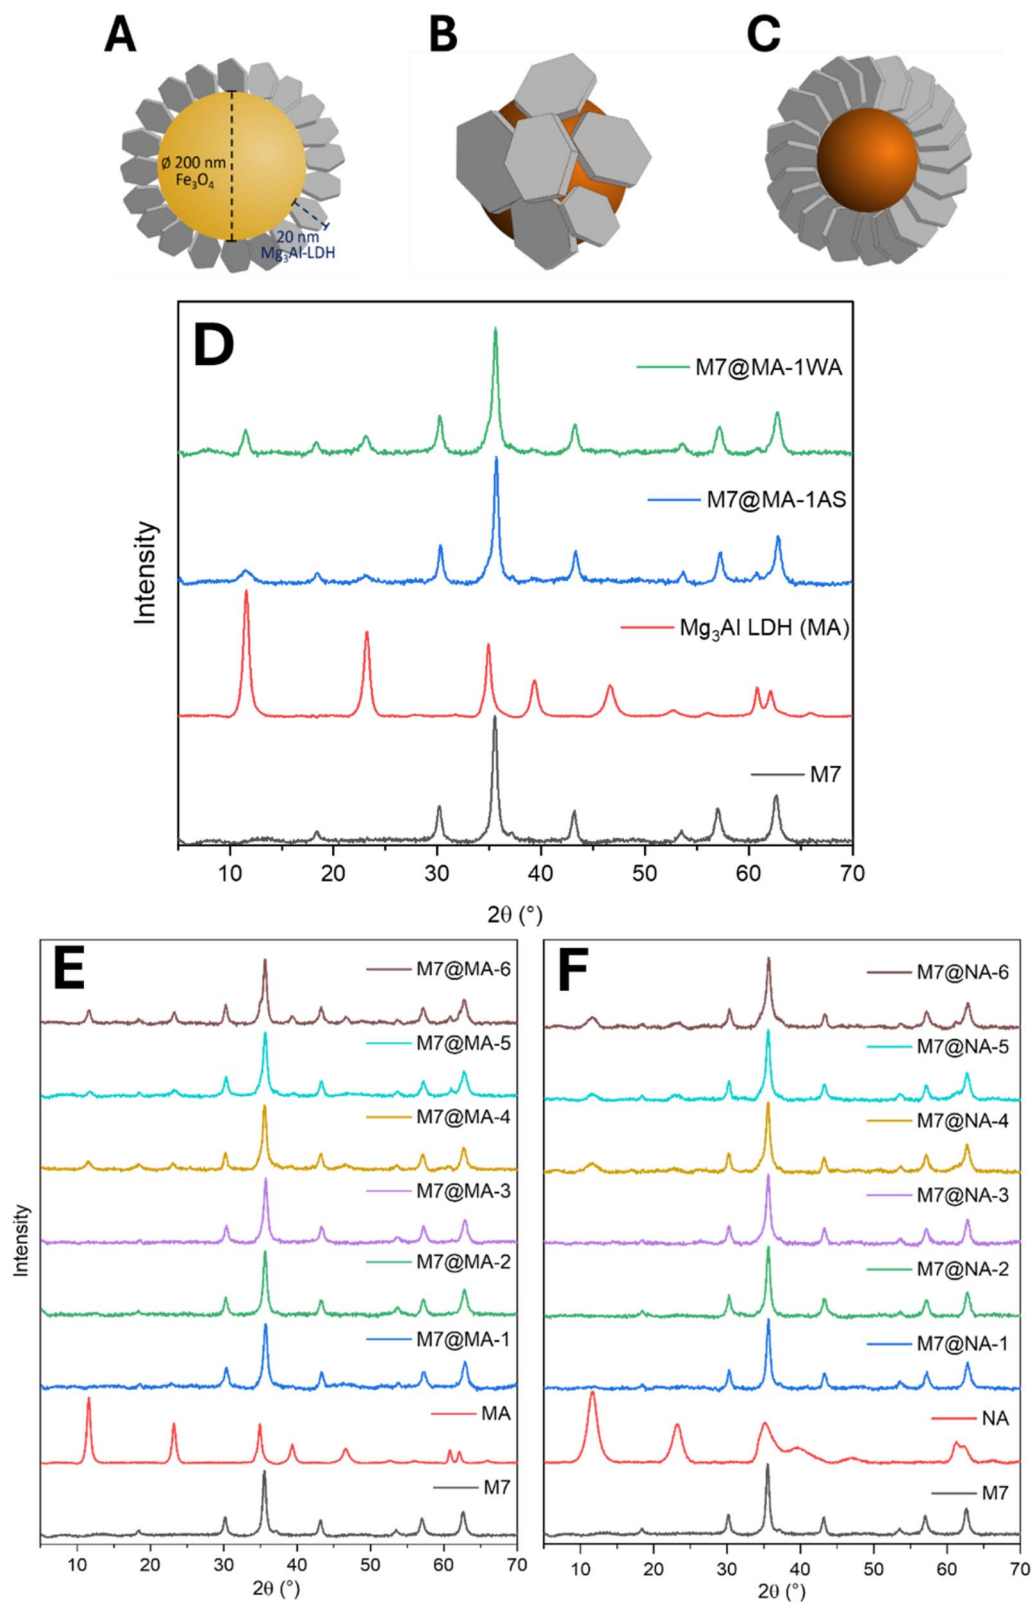 A
B
C
Ø 200 nm
Fe₃O₄
20 nm
Mg₃Al-LDH
D
M7@MA-1WA
M7@MA-1AS
Mg₃Al LDH (MA)
M7
Intensity
10 20 30 40 50 60 70
2θ (°)
E
M7@MA-6
M7@MA-5
M7@MA-4
M7@MA-3
M7@MA-2
M7@MA-1
MA
M7
Intensity
10 20 30 40 50 60 70
2θ (°)
F
M7@NA-6
M7@NA-5
M7@NA-4
M7@NA-3
M7@NA-2
M7@NA-1
NA
M7
10 20 30 40 50 60 70
2θ (°)